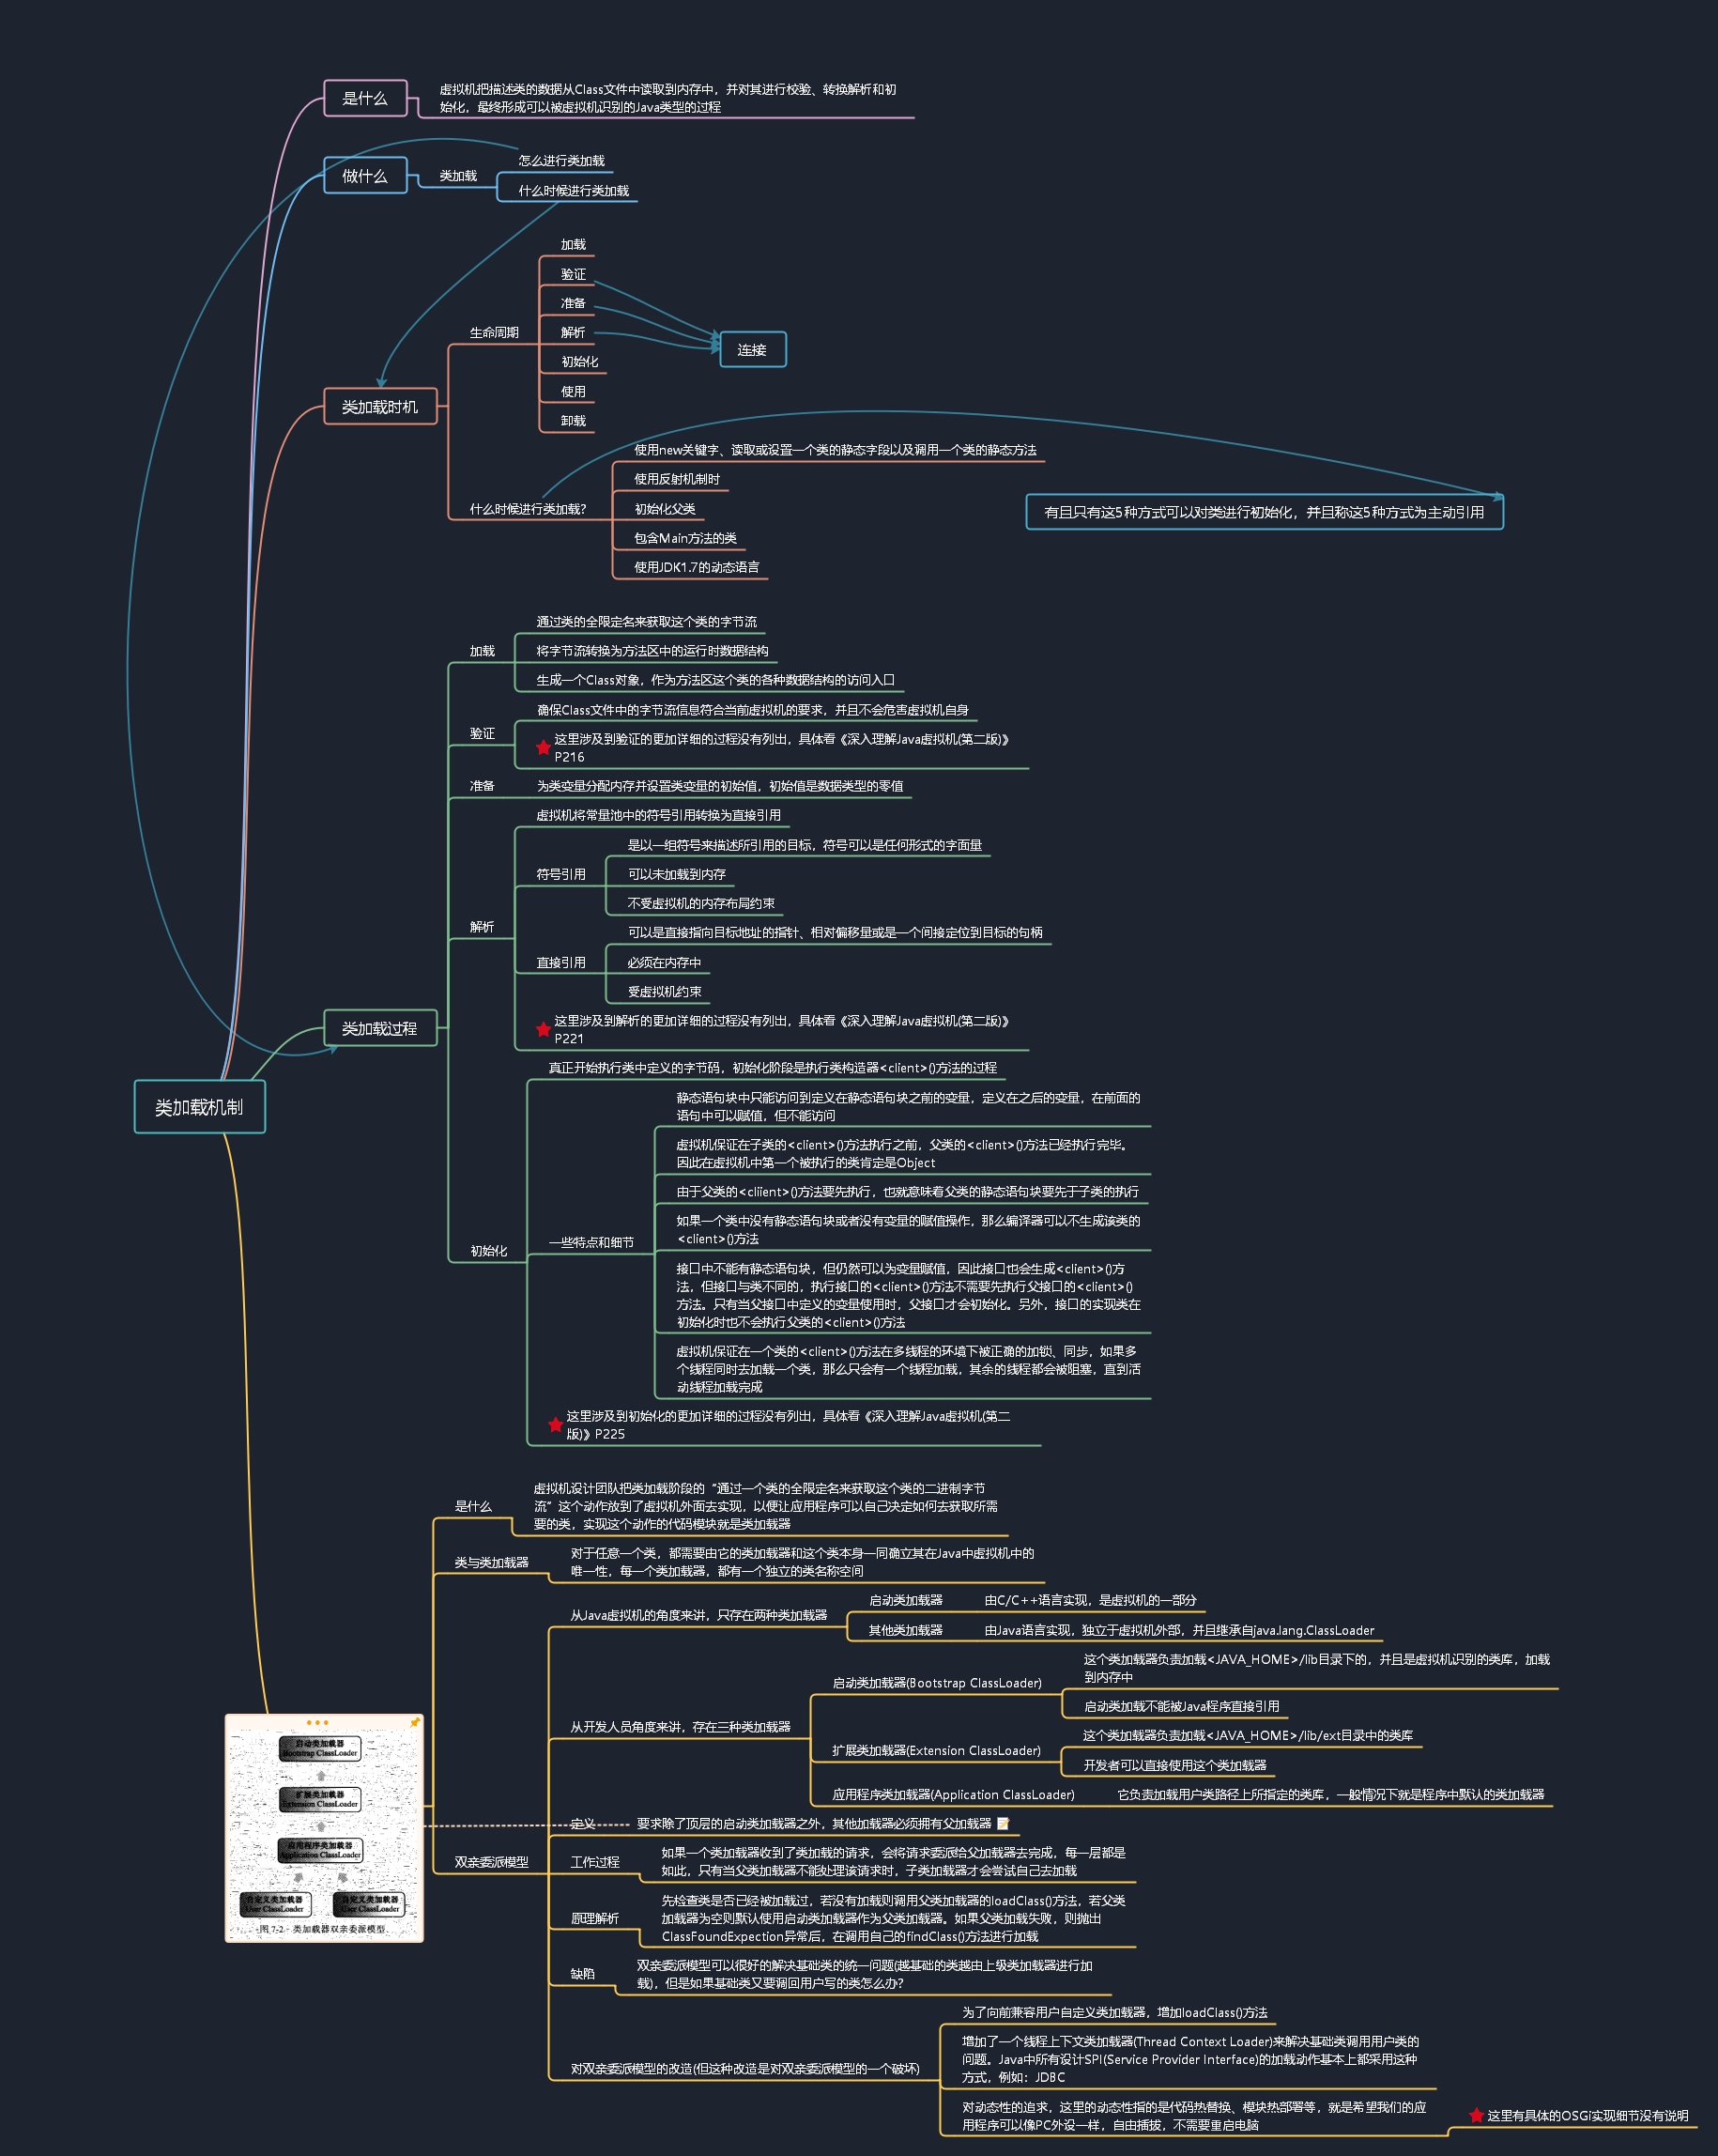 是什么
虚拟机把描述类的数据从Class文件中读取到内存中，并对其进行校验、转换解析和初
始化，最终形成可以被虚拟机识别的Java类型的过程
做什么
类加载
怎么进行类加载
什么时候进行类加载
类加载时机
生命周期
加载
验证
准备
解析
初始化
使用
卸载
连接
什么时候进行类加载?
使用new关键字、读取或设置一个类的静态字段以及调用一个类的静态方法
使用反射机制时
初始化父类
包含Main方法的类
使用JDK1.7的动态语言
有且只有这5种方式可以对类进行初始化，并且称这5种方式为主动引用
类加载机制
类加载过程
加载
通过类的全限定名来获取这个类的字节流
将字节流转换为方法区中的运行时数据结构
生成一个Class对象，作为方法区这个类的各种数据结构的访问入口
验证
确保Class文件中的字节流信息符合当前虚拟机的要求，并且不会危害虚拟机自身
这里涉及到验证的更加详细的过程没有列出，具体看《深入理解Java虚拟机(第二版)》
P216
准备
为类变量分配内存并设置类变量的初始值，初始值是数据类型的零值
解析
虚拟机将常量池中的符号引用转换为直接引用
符号引用
是以一组符号来描述所引用的目标，符号可以是任何形式的字面量
可以未加载到内存
不受虚拟机的内存布局约束
直接引用
可以是直接指向目标地址的指针、相对偏移量或是一个间接定位到目标的句柄
必须在内存中
受虚拟机约束
这里涉及到解析的更加详细的过程没有列出，具体看《深入理解Java虚拟机(第二版)》
P221
初始化
真正开始执行类中定义的字节码，初始化阶段是执行类构造器<client>()方法的过程
一些特点和细节
静态语句块中只能访问到定义在静态语句块之前的变量，定义在之后的变量，在前面的
语句中可以赋值，但不能访问
虚拟机保证在子类的<client>()方法执行之前，父类的<client>()方法已经执行完毕。
因此在虚拟机中第一个被执行的类肯定是Object
由于父类的<cliient>()方法要先执行，也就意味着父类的静态语句块要先于子类的执行
如果一个类中没有静态语句块或者没有变量的赋值操作，那么编译器可以不生成该类的
<client>()方法
接口中不能有静态语句块，但仍然可以为变量赋值，因此接口也会生成<client>()方
法，但接口与类不同的，执行接口的<client>()方法不需要先执行父接口的<client>()
方法。只有当父接口中定义的变量使用时，父接口才会初始化。另外，接口的实现类在
初始化时也不会执行父类的<client>()方法
虚拟机保证在一个类的<client>()方法在多线程的环境下被正确的加锁、同步，如果多
个线程同时去加载一个类，那么只会有一个线程加载，其余的线程都会被阻塞，直到活
动线程加载完成
这里涉及到初始化的更加详细的过程没有列出，具体看《深入理解Java虚拟机(第二
版)》P225
启动类加载器
Bootstrap ClassLoader
扩展类加载器
Extension ClassLoader
应用程序类加载器
Application ClassLoader
自定义类加载器
User ClassLoader
自定义类加载器
User ClassLoader
图 7-2 类加载器双亲委派模型
是什么
虚拟机设计团队把类加载阶段的“通过一个类的全限定名来获取这个类的二进制字节
流”这个动作放到了虚拟机外面去实现，以便让应用程序可以自己决定如何去获取所需
要的类，实现这个动作的代码模块就是类加载器
类与类加载器
对于任意一个类，都需要由它的类加载器和这个类本身一同确立其在Java中虚拟机中的
唯一性，每一个类加载器，都有一个独立的类名称空间
双亲委派模型
从Java虚拟机的角度来讲，只存在两种类加载器
启动类加载器
由C/C++语言实现，是虚拟机的一部分
其他类加载器
由Java语言实现，独立于虚拟机外部，并且继承自java.lang.ClassLoader
从开发人员角度来讲，存在三种类加载器
启动类加载器(Bootstrap ClassLoader)
这个类加载器负责加载<JAVA_HOME>/lib目录下的，并且是虚拟机识别的类库，加载
到内存中
启动类加载不能被Java程序直接引用
扩展类加载器(Extension ClassLoader)
这个类加载器负责加载<JAVA_HOME>/lib/ext目录中的类库
开发者可以直接使用这个类加载器
应用程序类加载器(Application ClassLoader)
它负责加载用户类路径上所指定的类库，一般情况下就是程序中默认的类加载器
定义
要求除了顶层的启动类加载器之外，其他加载器必须拥有父加载器
工作过程
如果一个类加载器收到了类加载的请求，会将请求委派给父加载器去完成，每一层都是
如此，只有当父类加载器不能处理该请求时，子类加载器才会尝试自己去加载
原理解析
先检查类是否已经被加载过，若没有加载则调用父类加载器的loadClass()方法，若父类
加载器为空则默认使用启动类加载器作为父类加载器。如果父类加载失败，则抛出
ClassFoundExpection异常后，在调用自己的findClass()方法进行加载
缺陷
双亲委派模型可以很好的解决基础类的统一问题(越基础的类越由上级类加载器进行加
载)，但是如果基础类又要调回用户写的类怎么办?
对双亲委派模型的改造(但这种改造是对双亲委派模型的一个破坏)
为了向前兼容用户自定义类加载器，增加loadClass()方法
增加了一个线程上下文类加载器(Thread Context Loader)来解决基础类调用用户类的
问题。Java中所有设计SPI(Service Provider Interface)的加载动作基本上都采用这种
方式，例如：JDBC
对动态性的追求，这里的动态性指的是代码热替换、模块热部署等，就是希望我们的应
用程序可以像PC外设一样，自由插拔，不需要重启电脑
这里有具体的OSGi实现细节没有说明